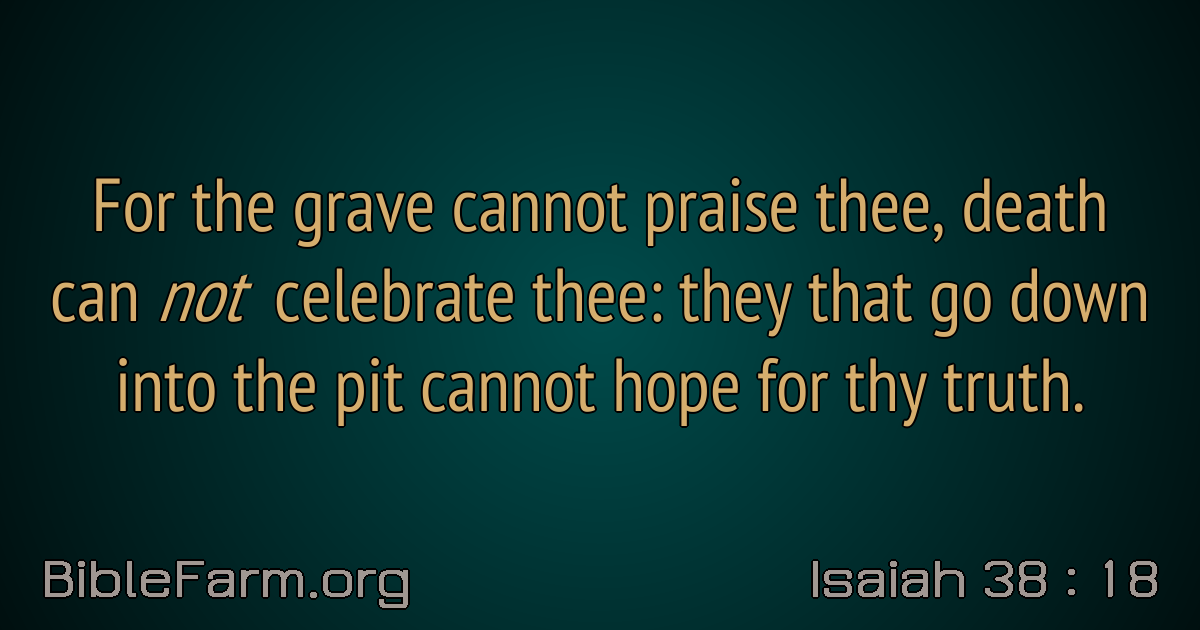 For the grave cannot praise thee, death
can not celebrate thee: they that go down
into the pit cannot hope for thy truth.
BibleFarm.org
Isaiah 38 : 18